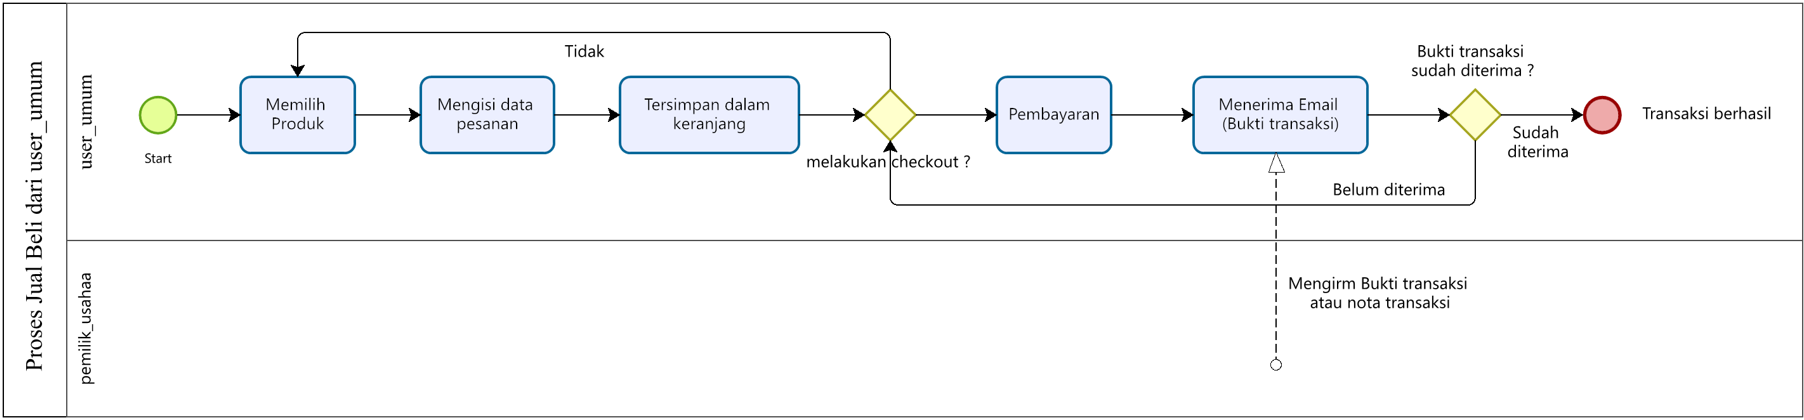 Proses Jual Beli dari user_umum
user_umum
Start
Memilih
Produk
Mengisi data
pesanan
Tersimpan dalam
keranjang
Tidak
melakukan checkout ?
Pembayaran
Menerima Email
(Bukti transaksi)
Bukti transaksi
sudah diterima ?
Sudah
diterima
Transaksi berhasil
Belum diterima
pemilik_usahaa
Mengirm Bukti transaksi
atau nota transaksi